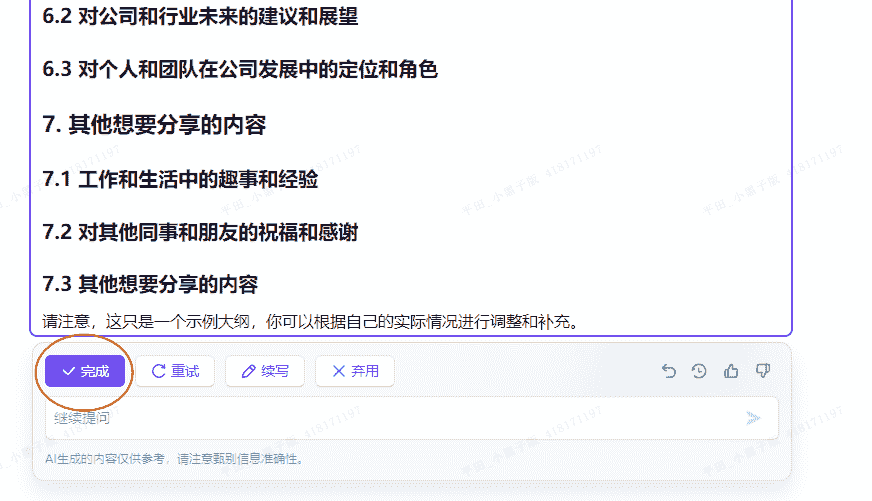 6.2 对公司和行业未来的建议和展望
6.3 对个人和团队在公司发展中的定位和角色
7. 其他想要分享的内容
7.1 工作和生活中的趣事和经验
7.2 对其他同事和朋友的祝福和感谢
7.3 其他想要分享的内容
请注意，这只是一个示例大纲，你可以根据自己的实际情况进行调整和补充。
完成 重试 续写 弃用
继续提问
AI生成的内容仅供参考，请注意甄别信息准确性。